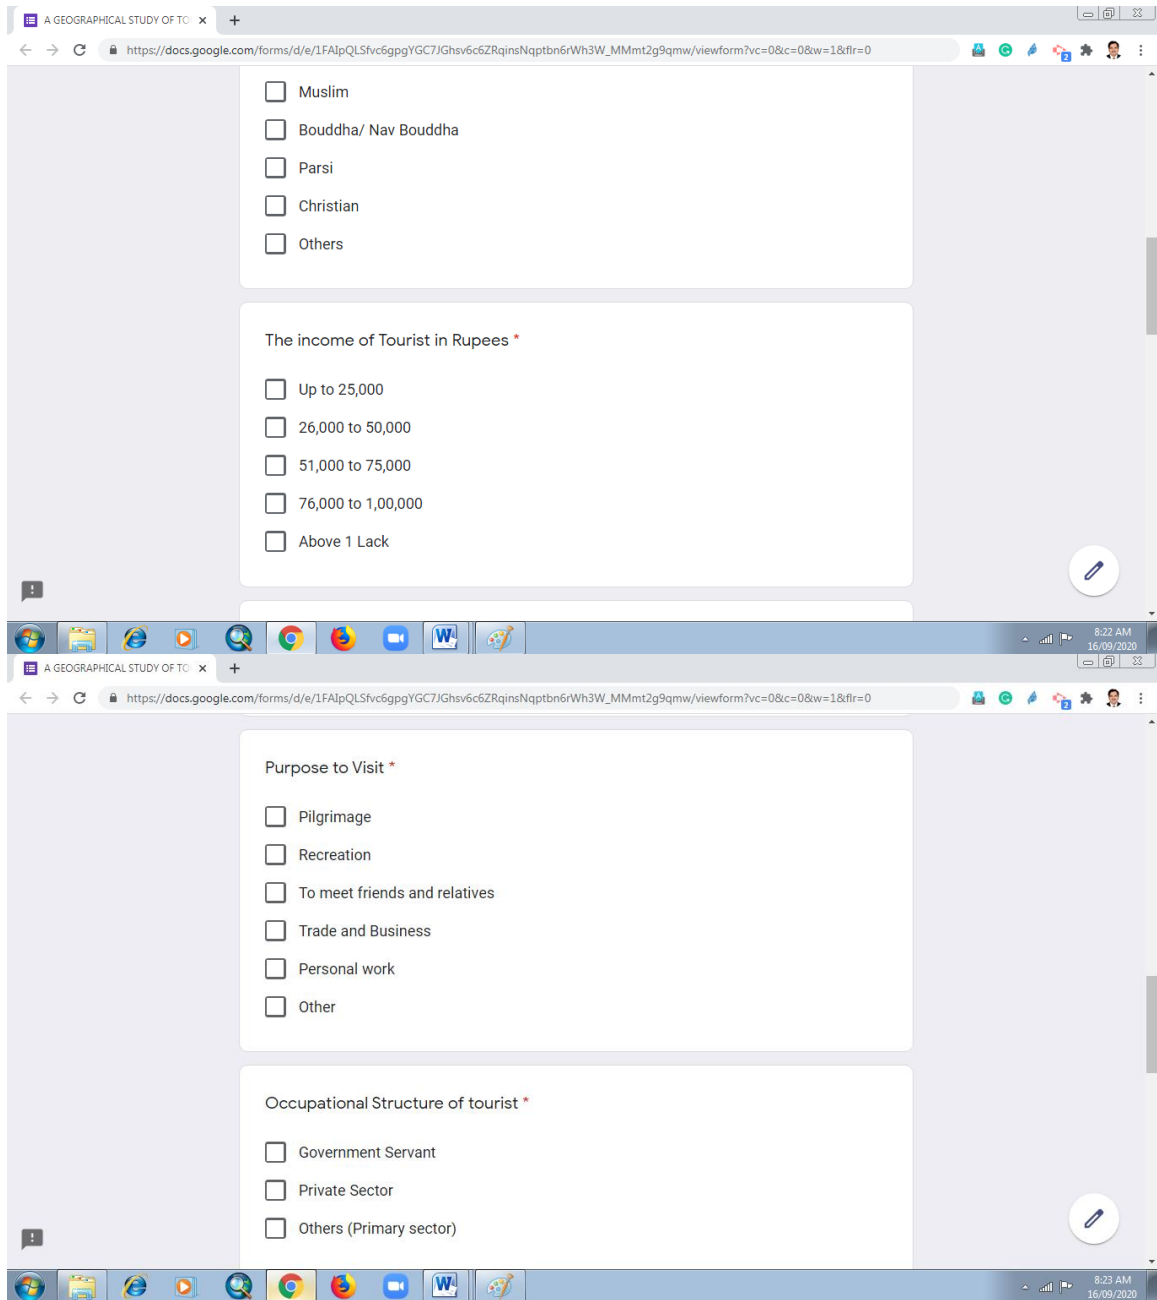 A GEOGRAPHICAL STUDY OF TO
https://docs.google.com/forms/d/e/1FAIpQLSfvc6gpgYGC7JGhsv6c6ZRqinsNqptbn6rWh3W_MMmt2g9qmw/viewform?vc=0&c=0&w=1&flr=0
2
Muslim
Bouddha/ Nav Bouddha
Parsi
Christian
Others
The income of Tourist in Rupees *
Up to 25,000
26,000 to 50,000
51,000 to 75,000
76,000 to 1,00,000
Above 1 Lack
8:22 AM
16/09/2020
A GEOGRAPHICAL STUDY OF TO
https://docs.google.com/forms/d/e/1FAIpQLSfvc6gpgYGC7JGhsv6c6ZRqinsNqptbn6rWh3W_MMmt2g9qmw/viewform?vc=0&c=0&w=1&flr=0
2
Purpose to Visit *
Pilgrimage
Recreation
To meet friends and relatives
Trade and Business
Personal work
Other
Occupational Structure of tourist *
Government Servant
Private Sector
Others (Primary sector)
8:23 AM
16/09/2020